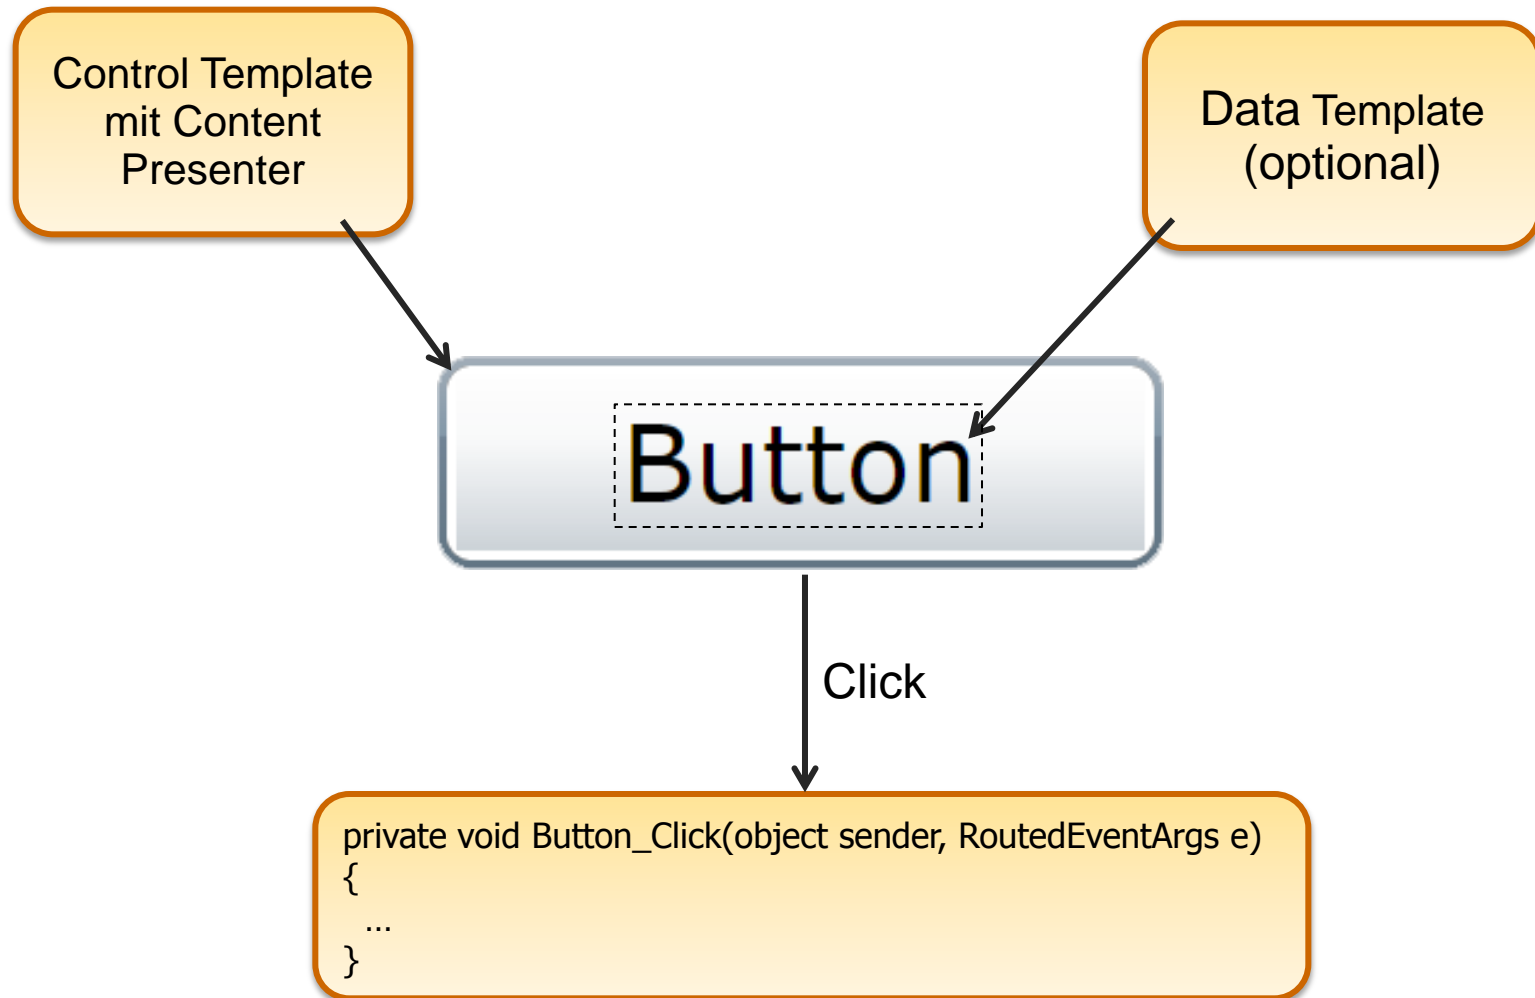 Control Template
mit Content
Presenter
Data Template
(optional)
Button
Click
private void Button_Click(object sender, RoutedEventArgs e)
{
…
}